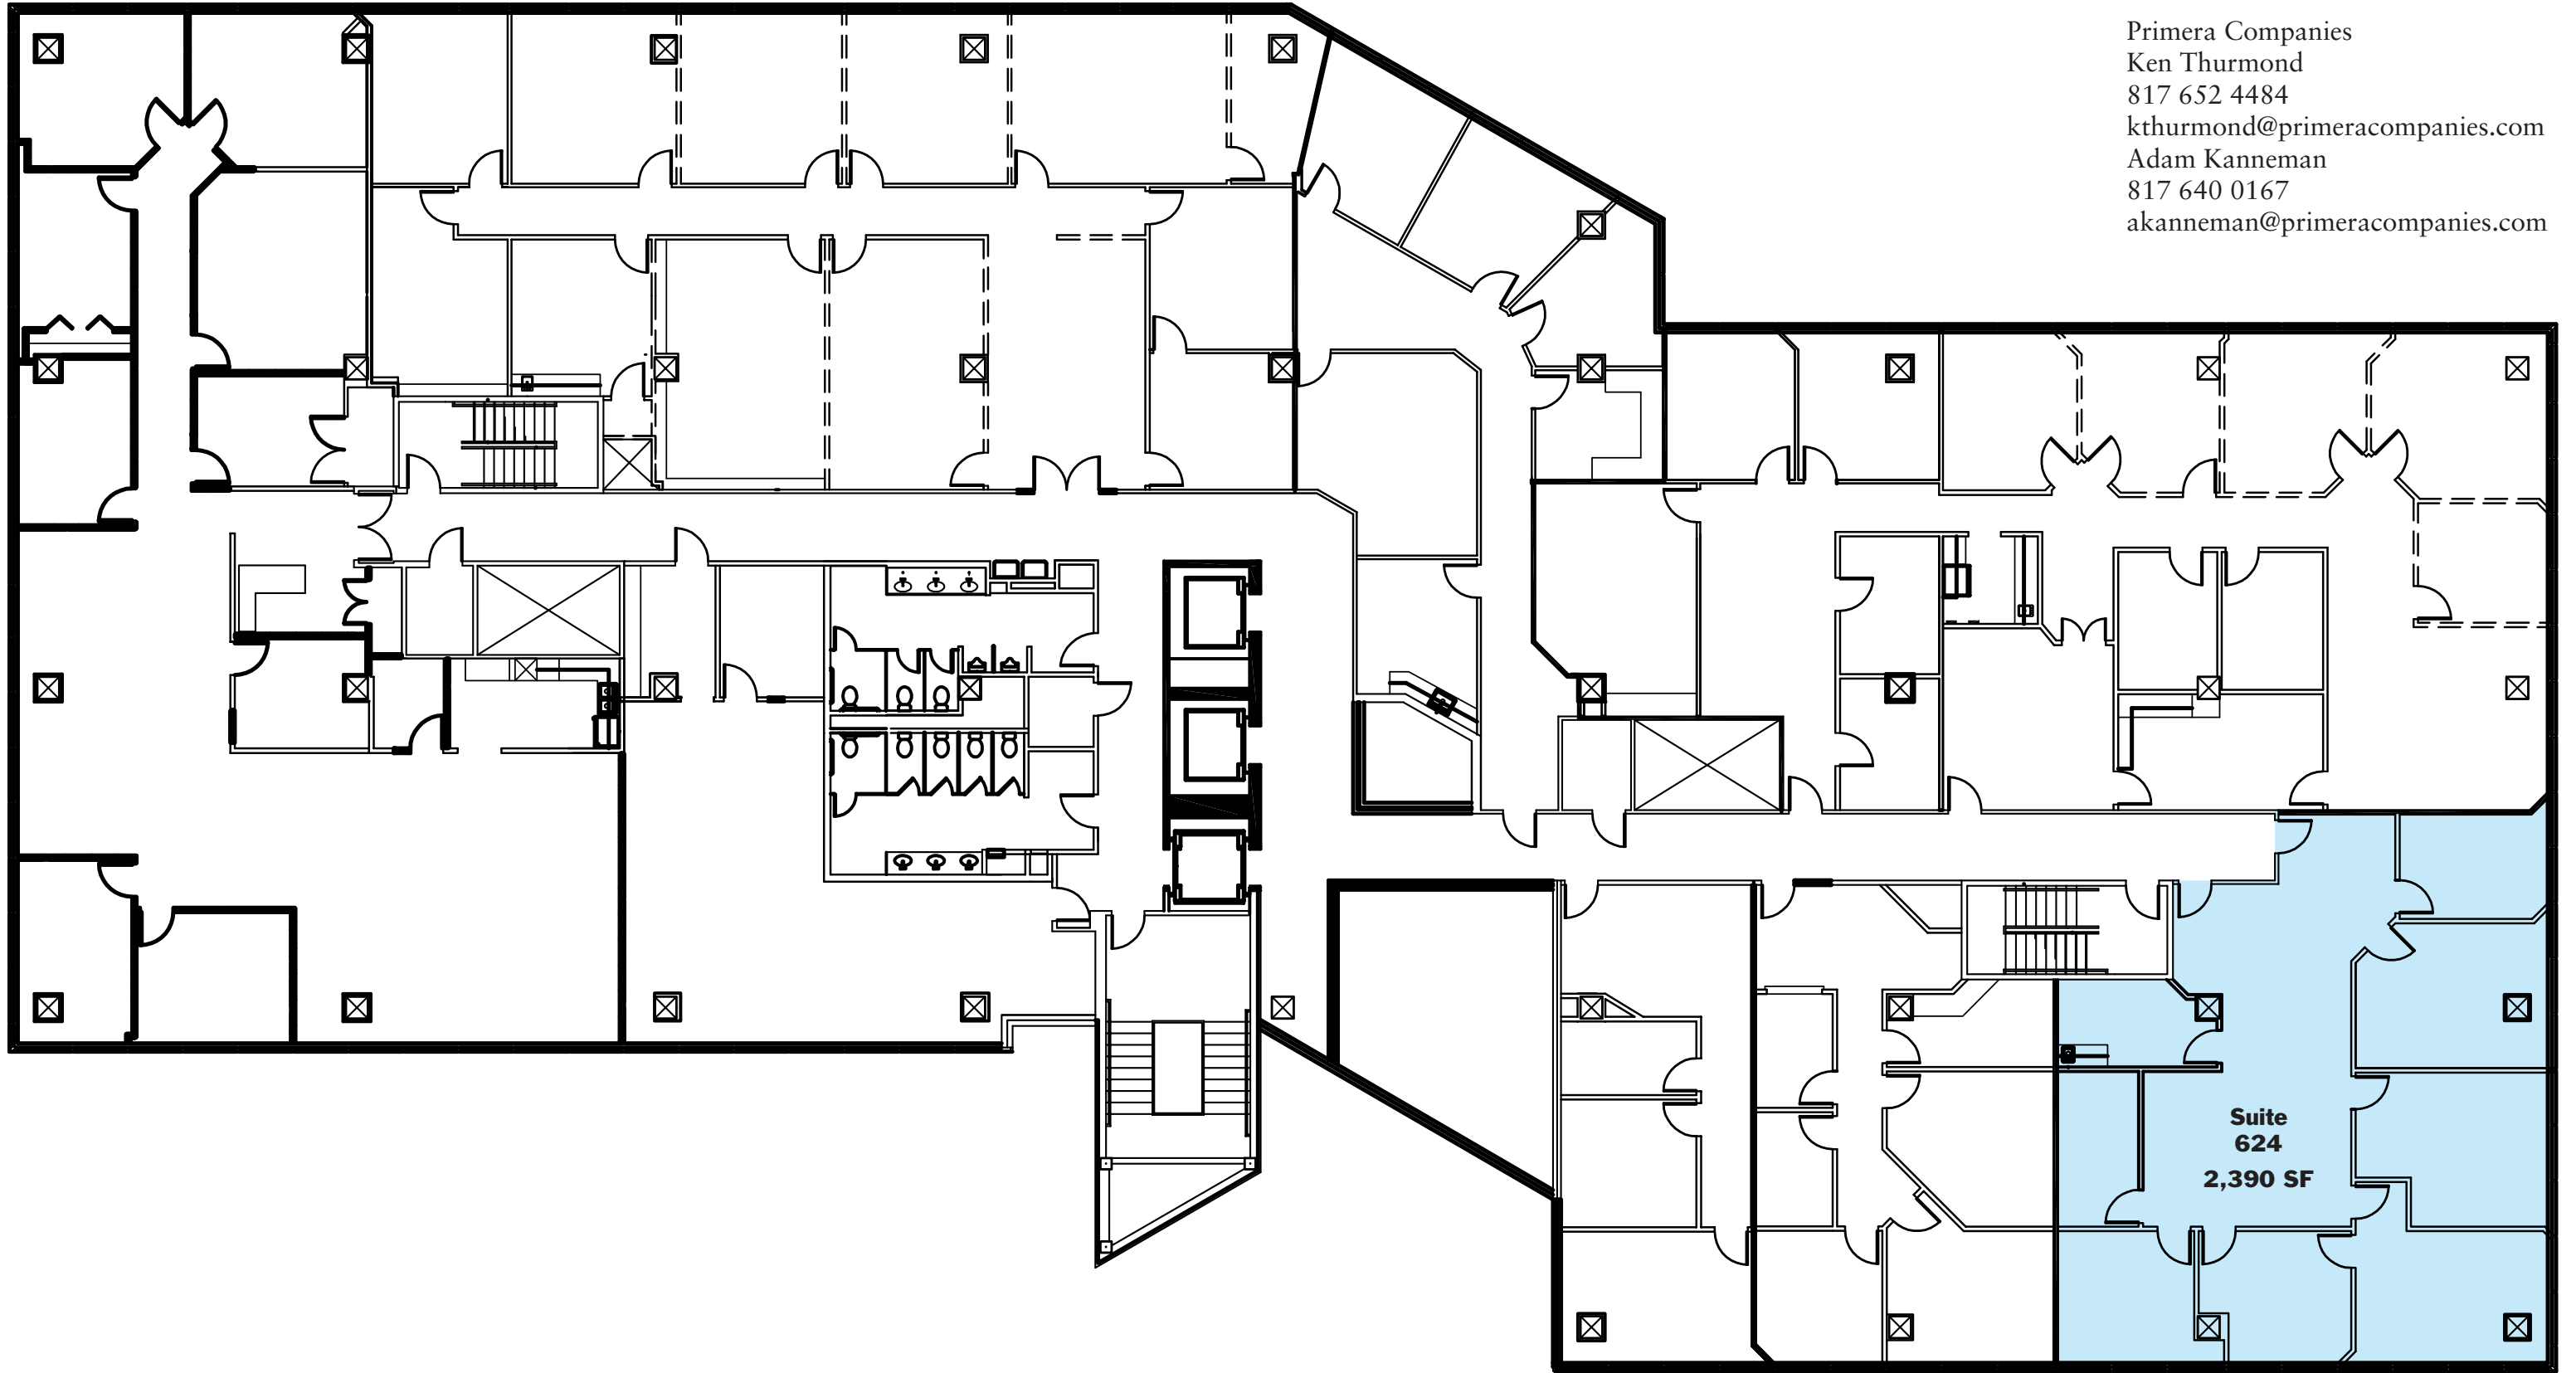 Primera Companies
Ken Thurmond
817 652 4484
kthurmond@primeracompanies.com
Adam Kanneman
817 640 0167
akanneman@primeracompanies.com
Suite
624
2,390 SF